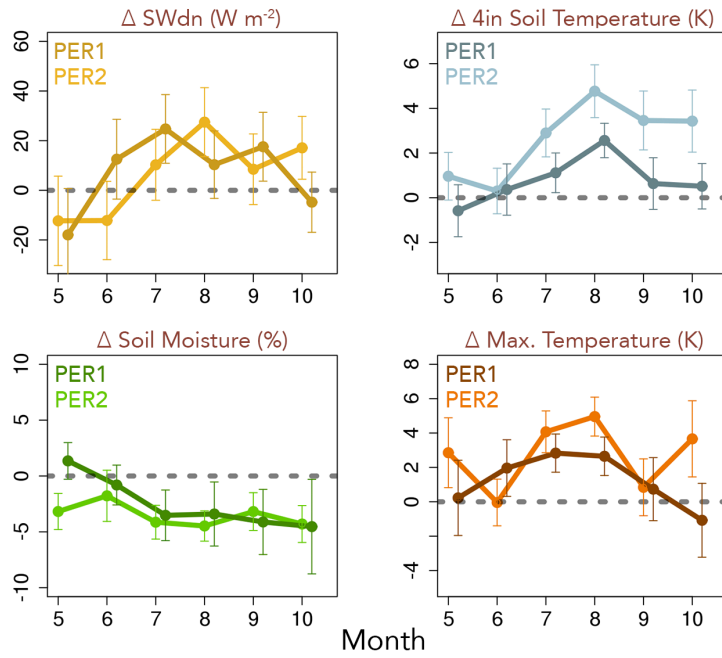 Δ SWdn (W m⁻²)
PER1
PER2
60
40
20
0
-20
5 6 7 8 9 10
Δ 4in Soil Temperature (K)
PER1
PER2
6
4
2
0
-2
5 6 7 8 9 10
Δ Soil Moisture (%)
PER1
PER2
10
5
0
-5
-10
5 6 7 8 9 10
Δ Max. Temperature (K)
PER1
PER2
8
6
4
2
0
-4
5 6 7 8 9 10
Month